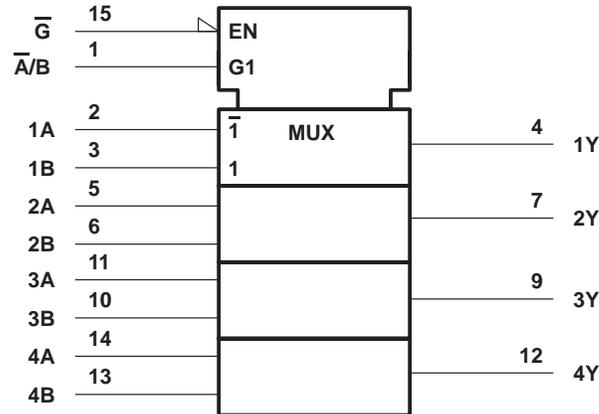 G̅ 15 EN
A̅/B 1 G1
1A 2 1̅ MUX 4 1Y
1B 3 1
2A 5 7 2Y
2B 6
3A 11 9 3Y
3B 10
4A 14 12 4Y
4B 13